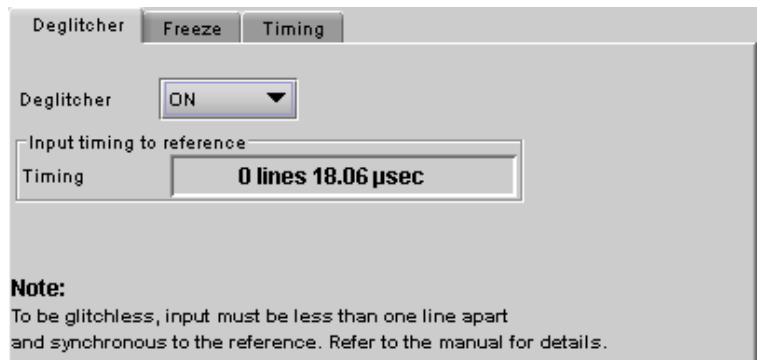 Deglitcher Freeze Timing
Deglitcher ON
Input timing to reference
Timing 0 lines 18.06 µsec
Note:
To be glitchless, input must be less than one line apart
and synchronous to the reference. Refer to the manual for details.